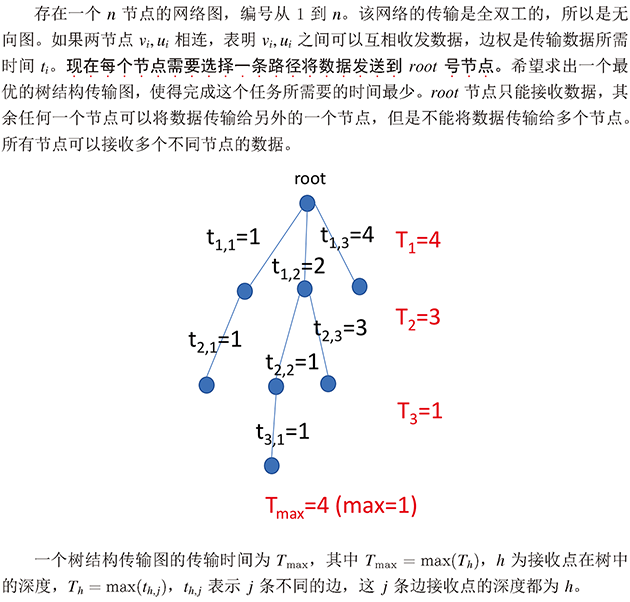 存在一个 n 节点的网络图，编号从 1 到 n。该网络的传输是全双工的，所以是无
向图。如果两节点 vi,ui 相连，表明 vi,ui 之间可以互相收发数据，边权是传输数据所需
时间 ti。现在每个节点需要选择一条路径将数据发送到 root 号节点。希望求出一个最
优的树结构传输图，使得完成这个任务所需要的时间最少。root 节点只能接收数据，其
余任何一个节点可以将数据传输给另外的一个节点，但是不能将数据传输给多个节点。
所有节点可以接收多个不同节点的数据。
root
t1,1=1
t1,3=4
T1=4
t1,2=2
t2,1=1
t2,3=3
T2=3
t2,2=1
t3,1=1
T3=1
Tmax=4 (max=1)
一个树结构传输图的传输时间为 Tmax，其中 Tmax = max(Th)，h 为接收点在树中
的深度，Th = max(th,j)，th,j 表示 j 条不同的边，这 j 条边接收点的深度都为 h。